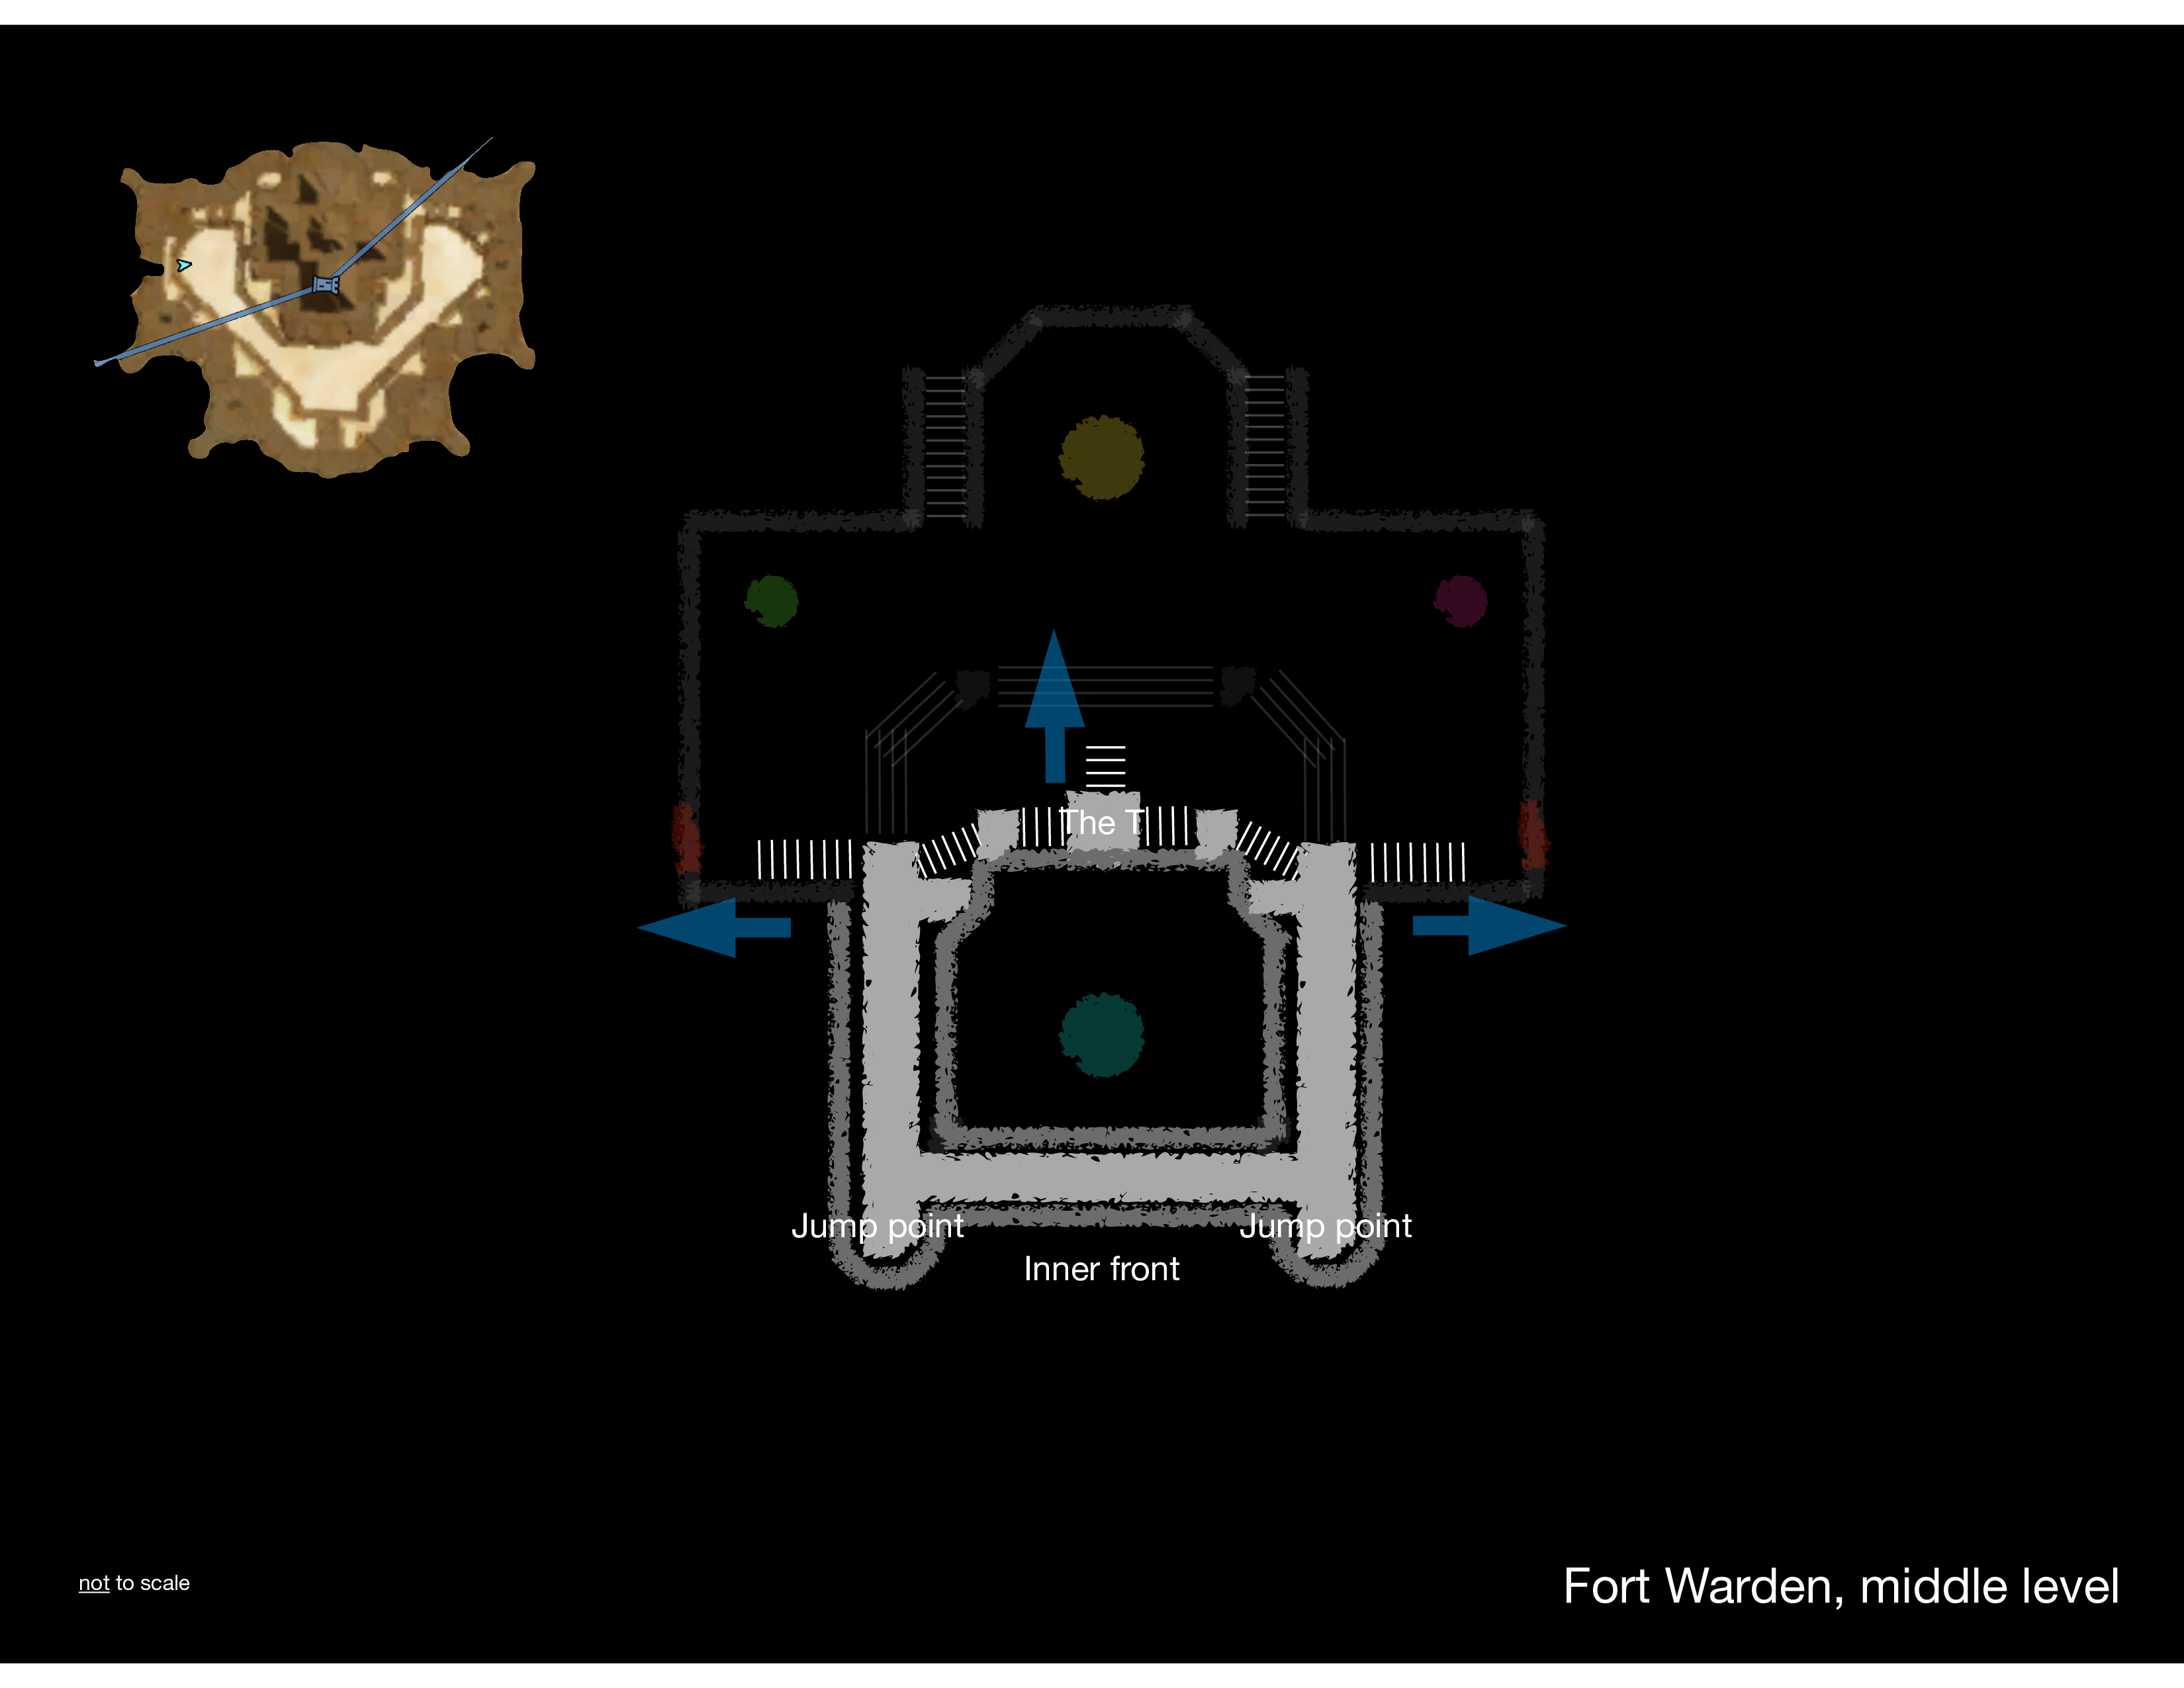 The T
Jump point
Jump point
Inner front
not to scale
Fort Warden, middle level